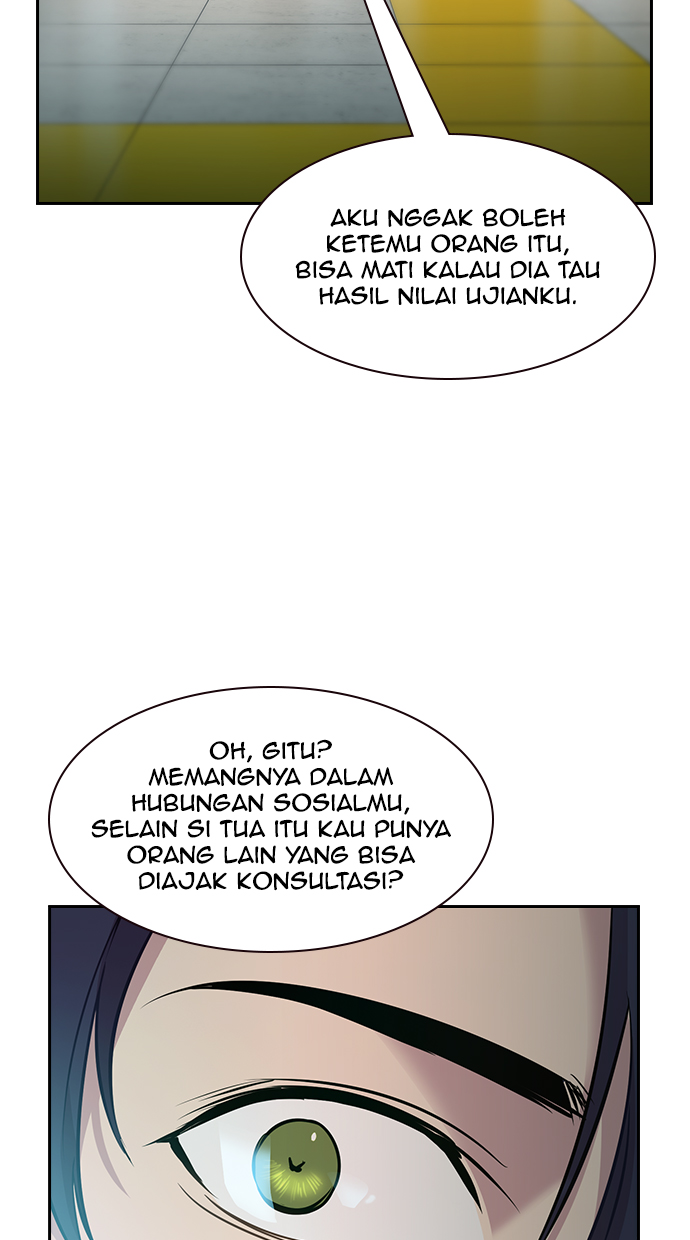 AKU NGGAK BOLEH
KETEMU ORANG ITU,
BISA MATI KALAU DIA TAU
HASIL NILAI UJIANKU.
OH, GITU?
MEMANGNYA DALAM
HUBUNGAN SOSIALMU,
SELAIN SI TUA ITU KAU PUNYA
ORANG LAIN YANG BISA
DIAJAK KONSULTASI?